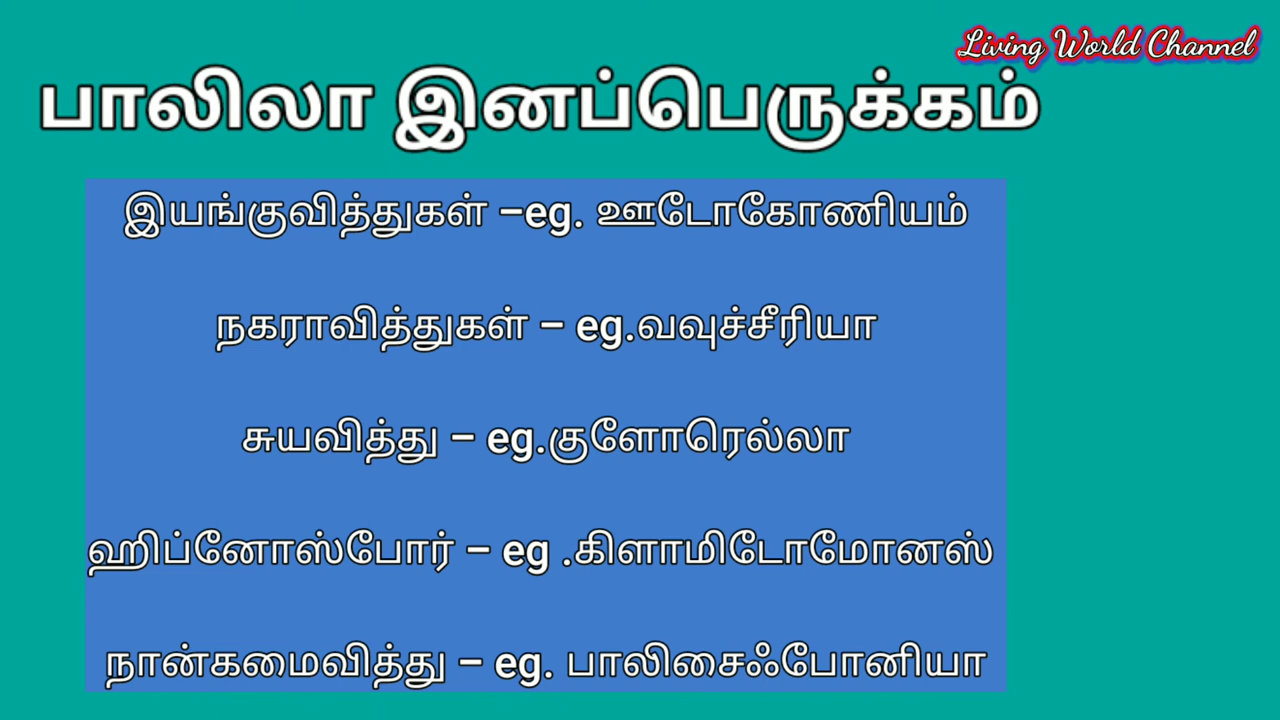 Living World Channel
பாலிலா இனப்பெருக்கம்
இயங்குவித்துகள் –eg. ஊடோகோணியம்
நகராவித்துகள் – eg.வவுச்சீரியா
சுயவித்து – eg.குளோரெல்லா
ஹிப்னோஸ்போர் – eg .கிளாமிடோமோனஸ்
நான்கமைவித்து – eg. பாலிசைஃபோனியா